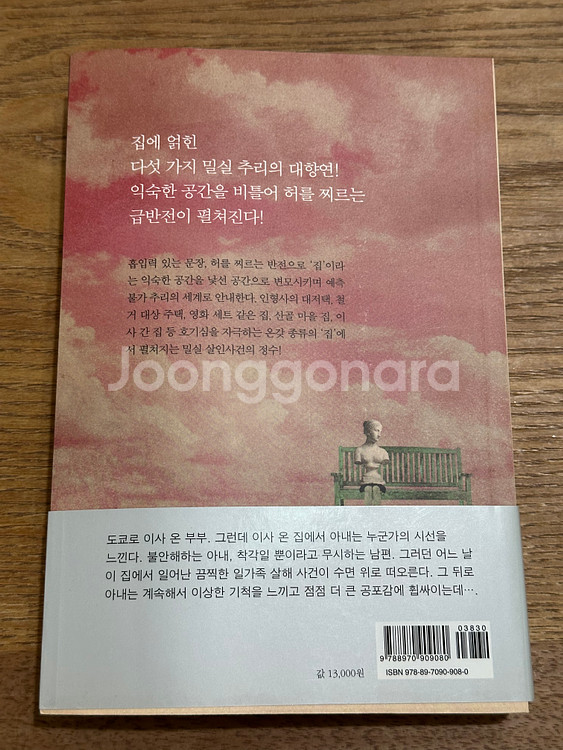 집에 얽힌
다섯 가지 밀실 추리의 대향연!
익숙한 공간을 비틀어 허를 찌르는
급반전이 펼쳐진다!
흡입력 있는 문장, 허를 찌르는 반전으로 '집'이라
는 익숙한 공간을 낯선 공간으로 변모시키며 예측
불가 추리의 세계로 안내한다. 인형사의 대저택, 철
거 대상 주택, 영화 세트 같은 집, 산골 마을 집, 이
사 간 집 등 호기심을 자극하는 온갖 종류의 '집'에
서 펼쳐지는 밀실 살인사건의 정수!
Joonggonara
도쿄로 이사 온 부부. 그런데 이사 온 집에서 아내는 누군가의 시선을
느낀다. 불안해하는 아내, 착각일 뿐이라고 무시하는 남편. 그러던 어느 날
이 집에서 일어난 끔찍한 일가족 살해 사건이 수면 위로 떠오른다. 그 뒤로
아내는 계속해서 이상한 기척을 느끼고 점점 더 큰 공포감에 휩싸이는데….
03830
9 788970 909080
값 13,000원
ISBN 978-89-7090-908-0